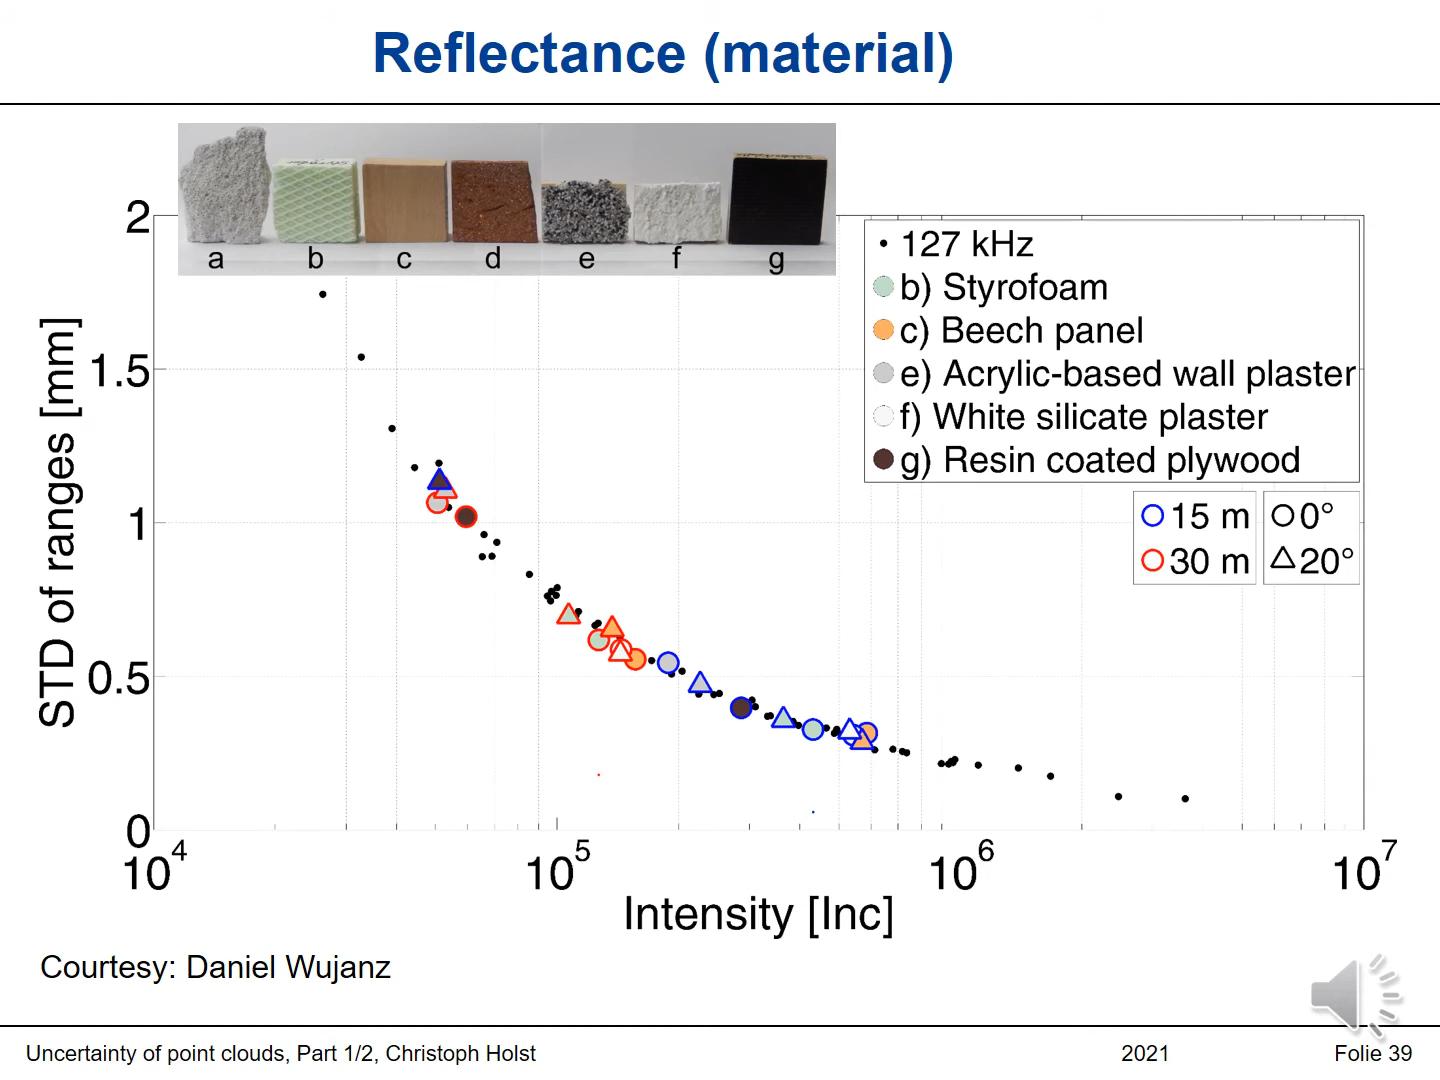 Reflectance (material)
a b c d e f g
127 kHz
b) Styrofoam
c) Beech panel
e) Acrylic-based wall plaster
f) White silicate plaster
g) Resin coated plywood
15 m
30 m
0°
20°
STD of ranges [mm]
2
1.5
1
0.5
0
10^4 10^5 10^6 10^7
Intensity [Inc]
Courtesy: Daniel Wujanz
Uncertainty of point clouds, Part 1/2, Christoph Holst 2021 Folie 39